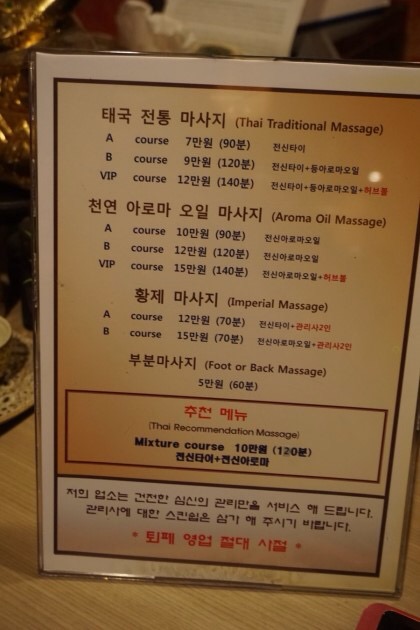 태국 전통 마사지 (Thai Traditional Massage)
A course 7만원 (90분) 전신타이
B course 9만원 (120분) 전신타이+등아로마오일
VIP course 12만원 (140분) 전신타이+등아로마오일+허브볼
천연 아로마 오일 마사지 (Aroma Oil Massage)
A course 10만원 (90분) 전신아로마오일
B course 12만원 (120분) 전신아로마오일
VIP course 15만원 (140분) 전신아로마오일+허브볼
황제 마사지 (Imperial Massage)
A course 12만원 (70분) 전신타이+관리사2인
B course 15만원 (70분) 전신아로마오일+관리사2인
부분마사지 (Foot or Back Massage)
5만원 (60분)
추천 메뉴
(Thai Recommendation Massage)
Mixture course 10만원 (120분)
전신타이+전신아로마
저희 업소는 건전한 심신의 관리만을 서비스 해 드립니다.
관리사에 대한 스킨쉽은 삼가 해 주시기 바랍니다.
* 퇴폐 영업 절대 사절 *